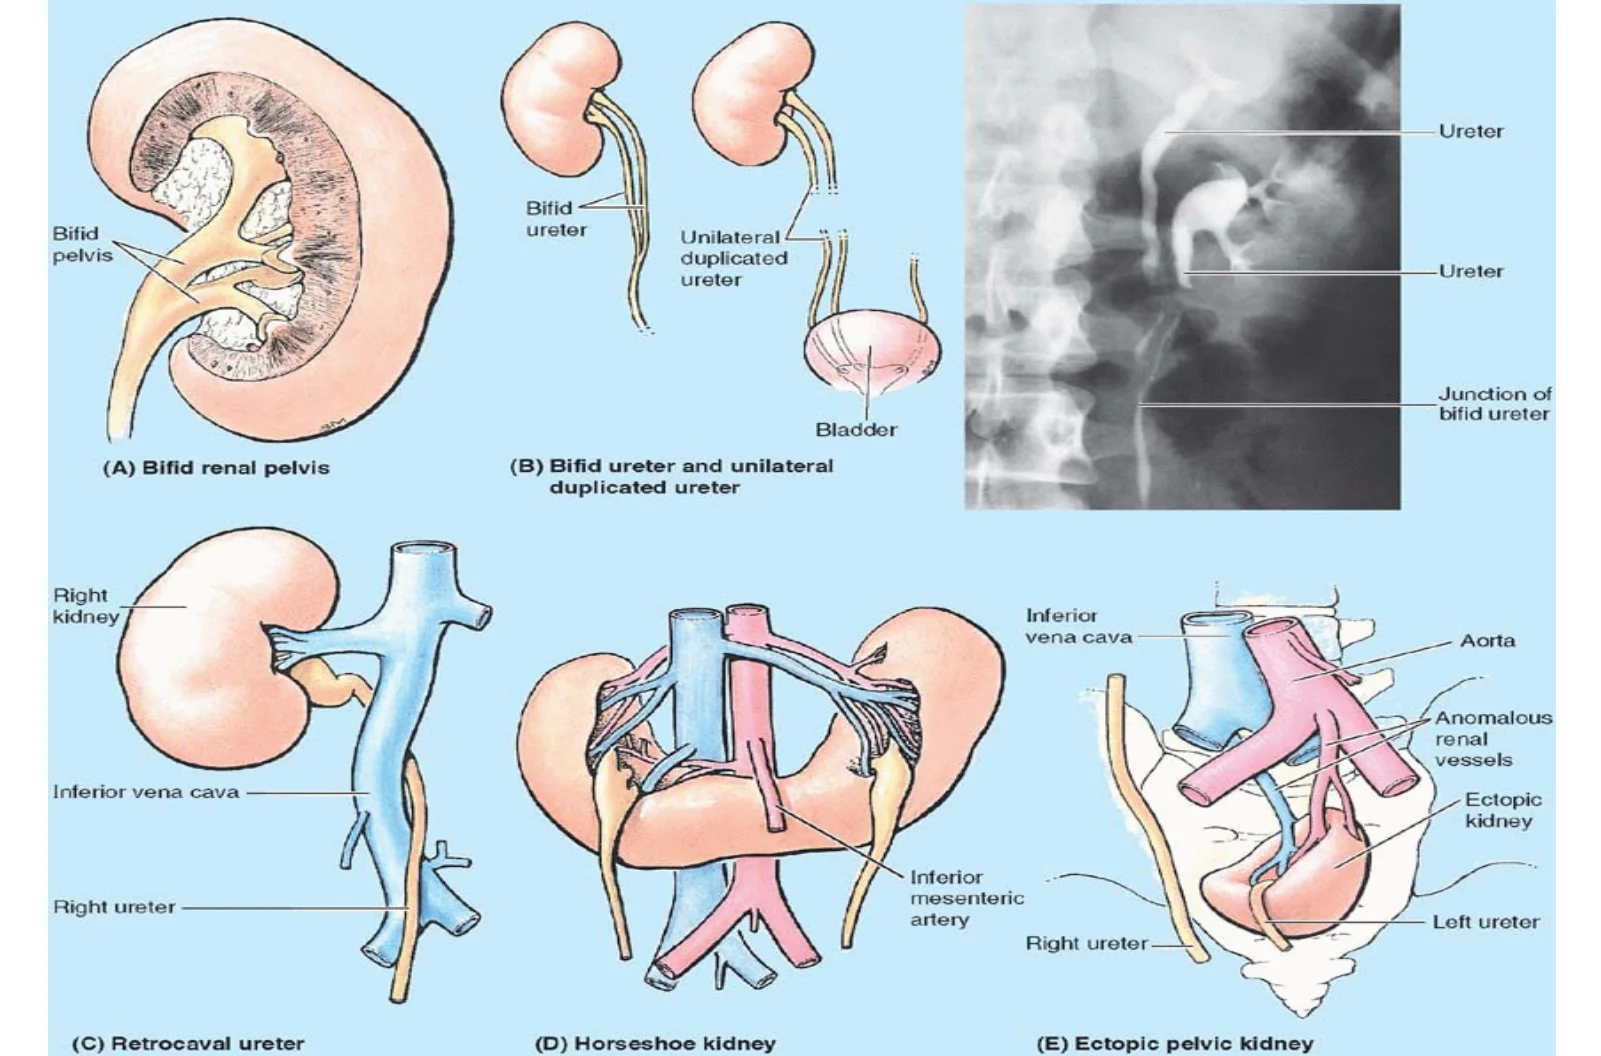 Bifid
pelvis
(A) Bifid renal pelvis
Bifid
ureter
Unilateral
duplicated
ureter
Bladder
(B) Bifid ureter and unilateral
duplicated ureter
Ureter
Ureter
Junction of
bifid ureter
Right
kidney
Inferior vena cava
Right ureter
(C) Retrocaval ureter
Inferior
mesenteric
artery
(D) Horseshoe kidney
Inferior
vena cava
Aorta
Anomalous
renal
vessels
Ectopic
kidney
Left ureter
Right ureter
(E) Ectopic pelvic kidney